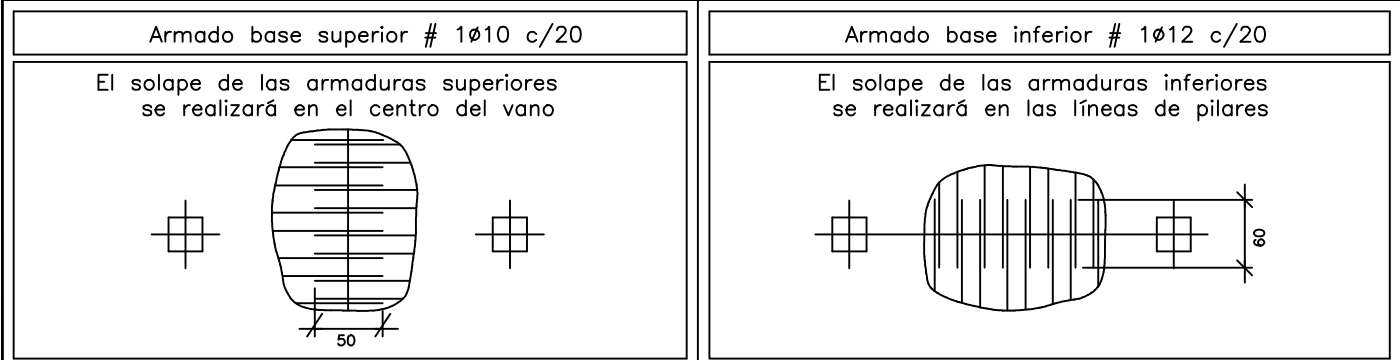 Armado base superior # 1ø10 c/20
El solape de las armaduras superiores
se realizará en el centro del vano
50
Armado base inferior # 1ø12 c/20
El solape de las armaduras inferiores
se realizará en las líneas de pilares
60